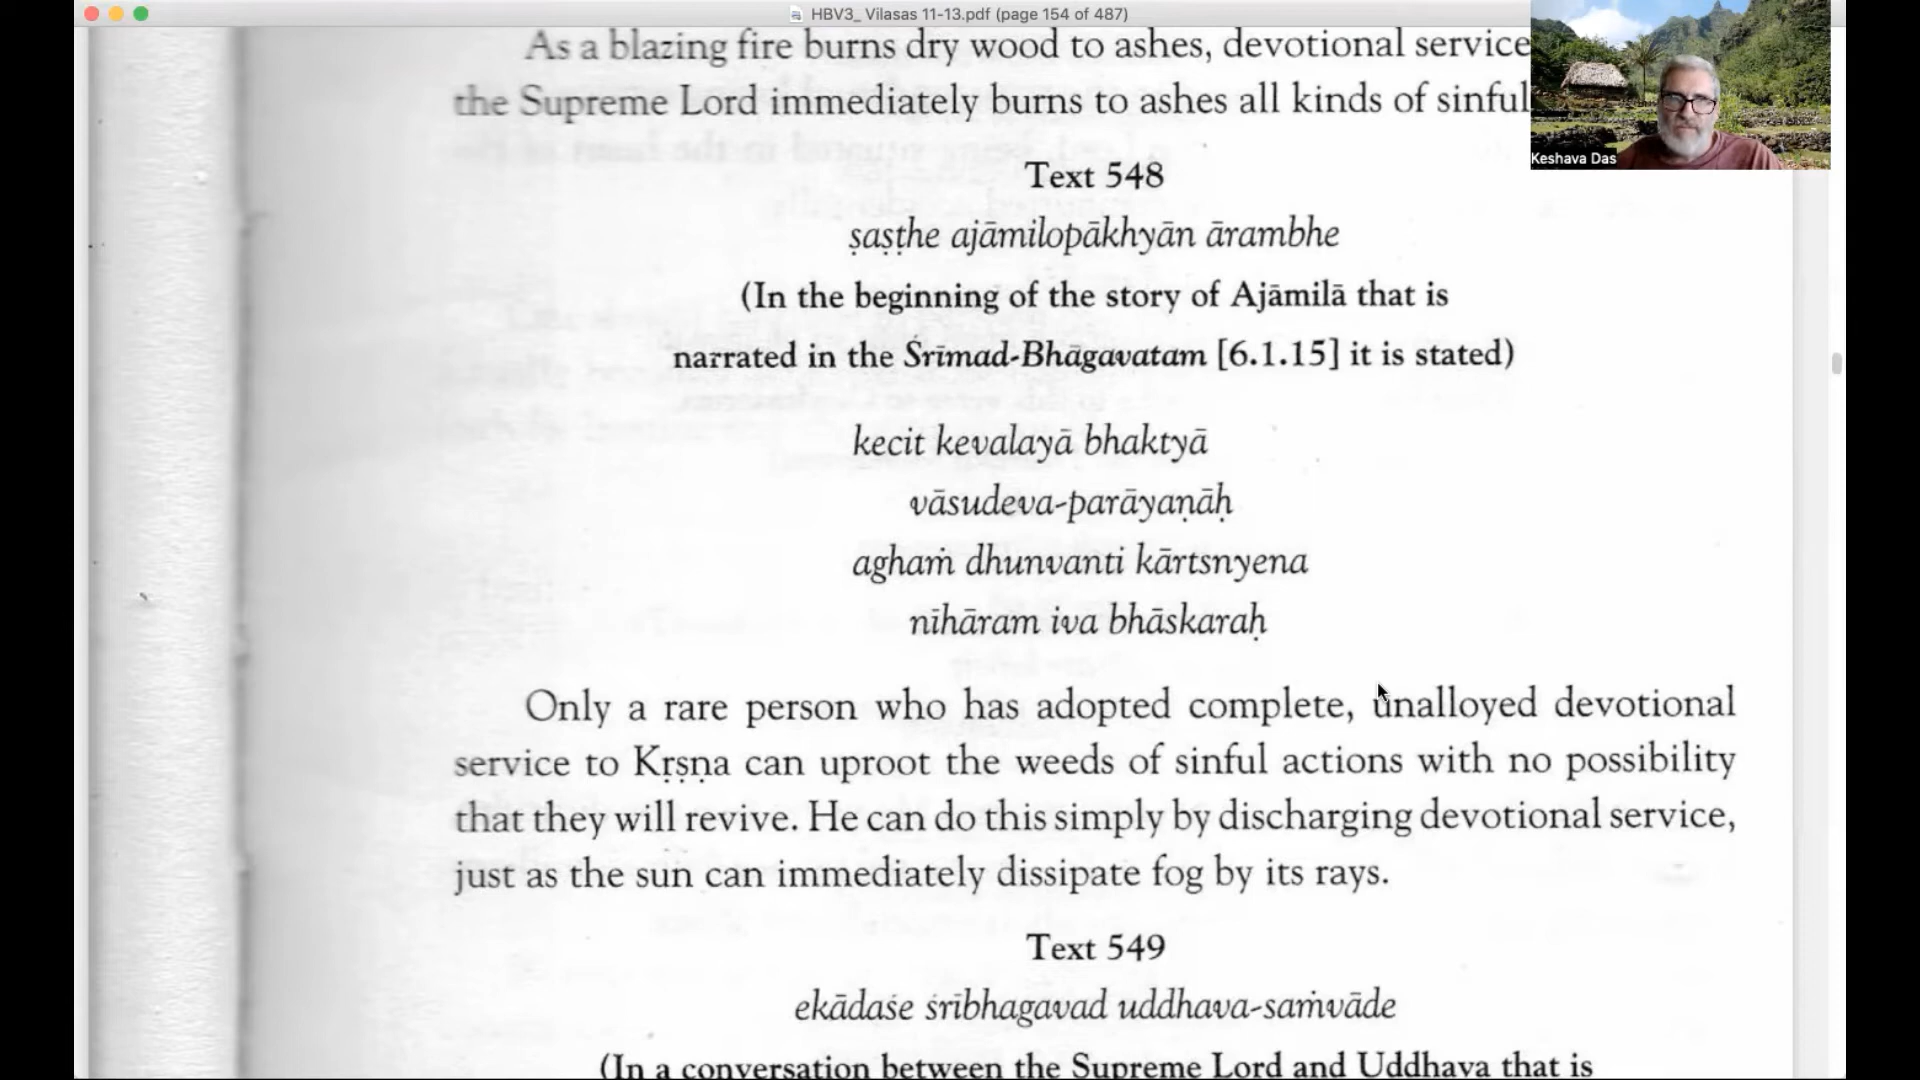 HBV3_ Vilasas 11-13.pdf (page 154 of 487)
As a blazing fire burns dry wood to ashes, devotional service
the Supreme Lord immediately burns to ashes all kinds of sinful
Keshava Das
Text 548
ṣaṣṭhe ajāmilopākhyān ārambhe
(In the beginning of the story of Ajāmilā that is
narrated in the Śrīmad-Bhāgavatam [6.1.15] it is stated)
kecit kevalayā bhaktyā
vāsudeva-parāyaṇāḥ
aghaṁ dhunvanti kārtsnyena
nīhāram iva bhāskaraḥ
Only a rare person who has adopted complete, unalloyed devotional
service to Kṛṣṇa can uproot the weeds of sinful actions with no possibility
that they will revive. He can do this simply by discharging devotional service,
just as the sun can immediately dissipate fog by its rays.
Text 549
ekādaśe śrībhagavad uddhava-saṁvāde
(In a conversation between the Supreme Lord and Uddhava that is